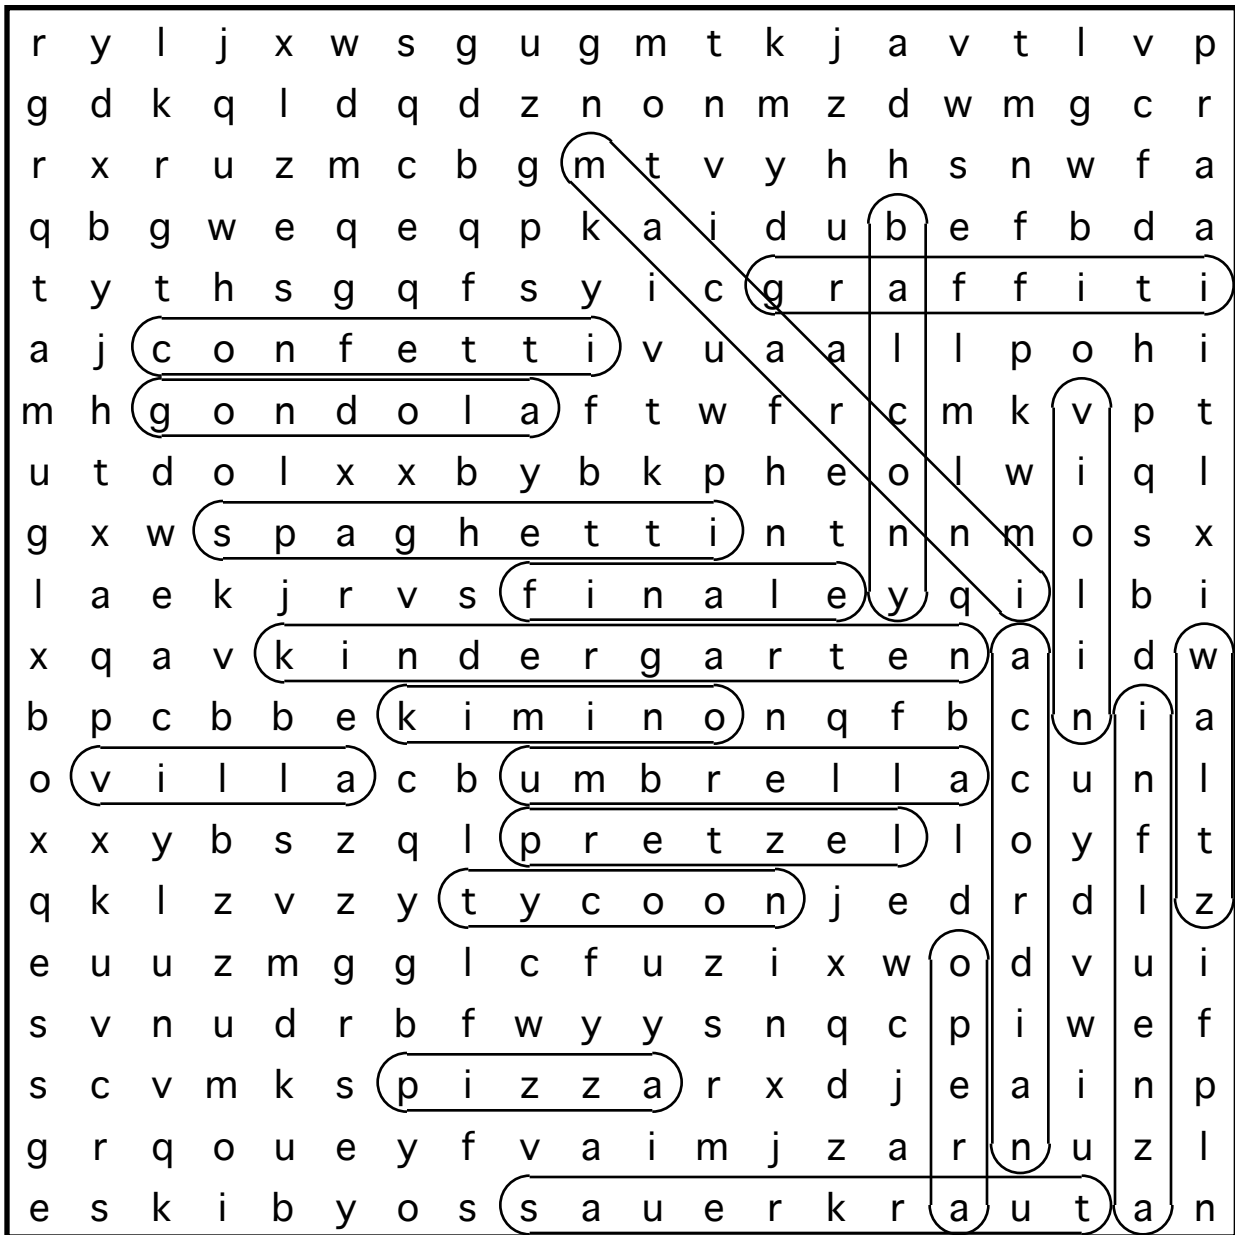 r y l j x w s g u g m t k j a v t l v p
g d k q l d q d z n o n m z d w m g c r
r x r u z m c b g m t v y h h s n w f a
q b g w e q e q p k a i d u b e f b d a
t y t h s g q f s y i c g r a f f i t i
a j c o n f e t t i v u a a l l p o h i
m h g o n d o l a f t w f r c m k v p t
u t d o l x x b y b k p h e o l w i q l
g x w s p a g h e t t i n t n n m o s x
l a e k j r v s f i n a l e y q i l b i
x q a v k i n d e r g a r t e n a i d w
b p c b b e k i m i n o n q f b c n i a
o v i l l a c b u m b r e l l a c u n l
x x y b s z q l p r e t z e l l o y f t
q k l z v z y t y c o o n j e d r d l z
e u u z m g g l c f u z i x w o d v u i
s v n u d r b f w y y s n q c p i w e f
s c v m k s p i z z a r x d j e a i n p
g r q o u e y f v a i m j z a r n u z l
e s k i b y o s s a u e r k r a u t a n